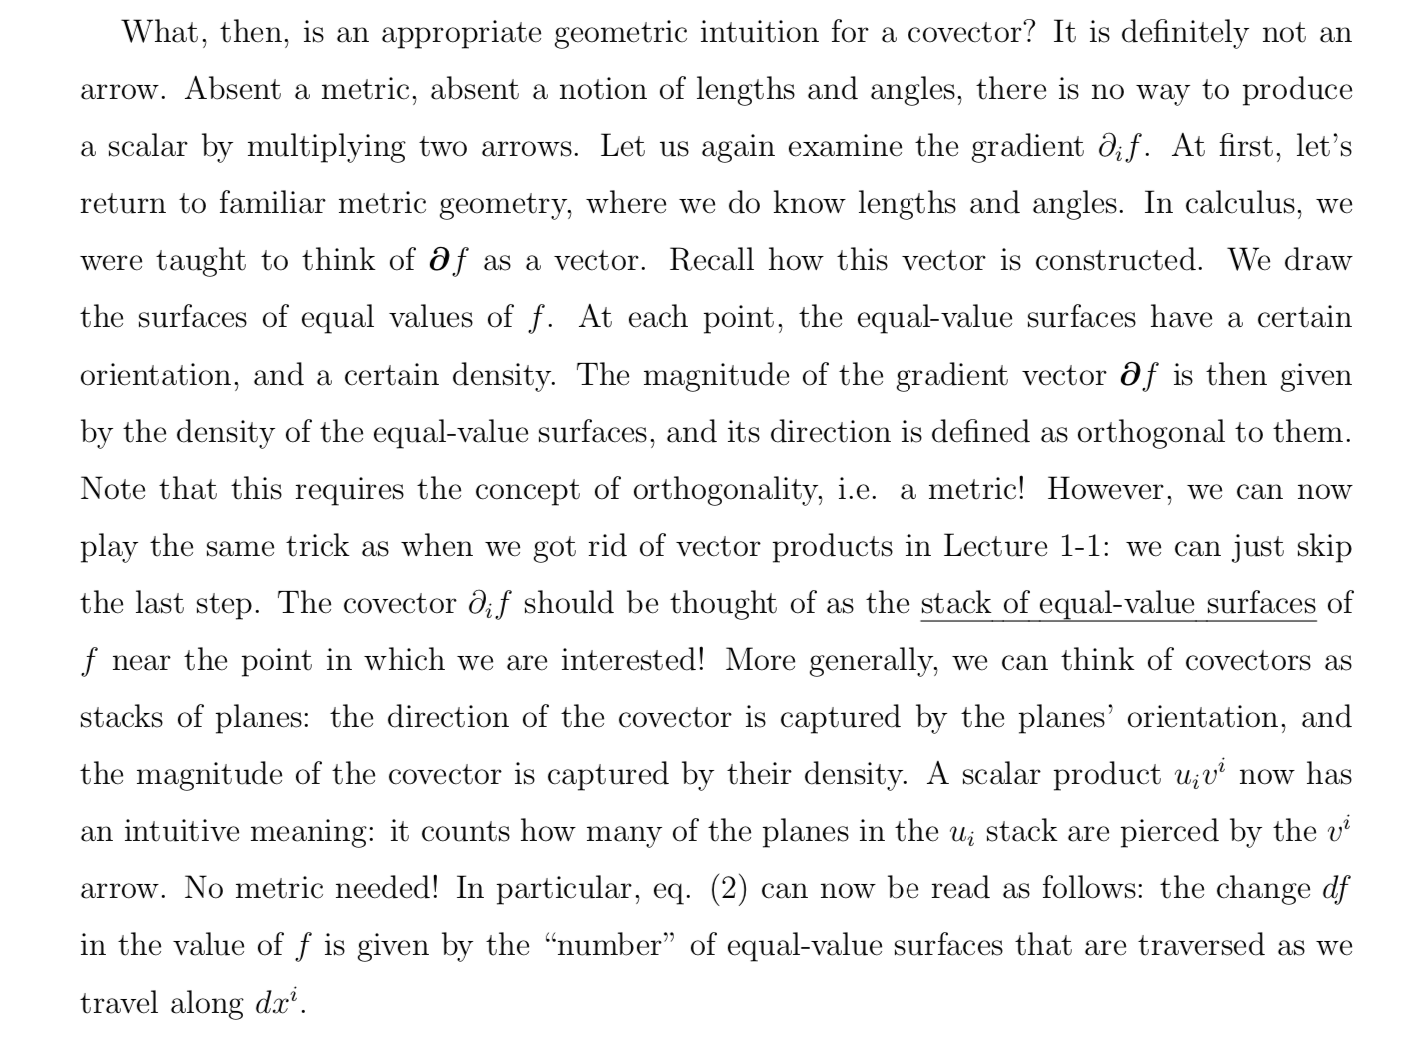 What, then, is an appropriate geometric intuition for a covector? It is definitely not an
arrow. Absent a metric, absent a notion of lengths and angles, there is no way to produce
a scalar by multiplying two arrows. Let us again examine the gradient ∂ᵢf. At first, let's
return to familiar metric geometry, where we do know lengths and angles. In calculus, we
were taught to think of 𝛛f as a vector. Recall how this vector is constructed. We draw
the surfaces of equal values of f. At each point, the equal-value surfaces have a certain
orientation, and a certain density. The magnitude of the gradient vector 𝛛f is then given
by the density of the equal-value surfaces, and its direction is defined as orthogonal to them.
Note that this requires the concept of orthogonality, i.e. a metric! However, we can now
play the same trick as when we got rid of vector products in Lecture 1-1: we can just skip
the last step. The covector ∂ᵢf should be thought of as the stack of equal-value surfaces of
f near the point in which we are interested! More generally, we can think of covectors as
stacks of planes: the direction of the covector is captured by the planes' orientation, and
the magnitude of the covector is captured by their density. A scalar product uᵢvⁱ now has
an intuitive meaning: it counts how many of the planes in the uᵢ stack are pierced by the vⁱ
arrow. No metric needed! In particular, eq. (2) can now be read as follows: the change df
in the value of f is given by the “number” of equal-value surfaces that are traversed as we
travel along dxⁱ.